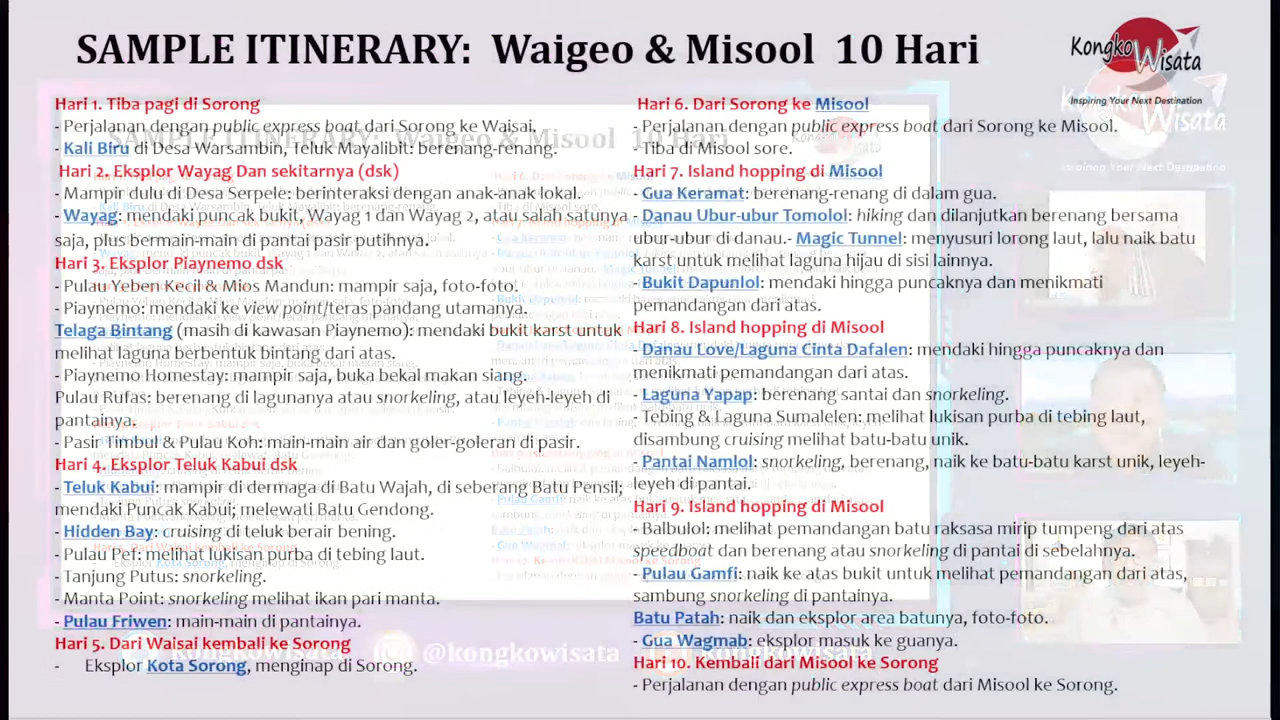 SAMPLE ITINERARY: Waigeo & Misool 10 Hari
Kongko Wisata
Inspiring Your Next Destination
Hari 1. Tiba pagi di Sorong
- Perjalanan dengan public express boat dari Sorong ke Waisai.
- Kali Biru di Desa Warsambin, Teluk Mayalibit: berenang-renang.
Hari 2. Eksplor Wayag Dan sekitarnya (dsk)
- Mampir dulu di Desa Serpele: berinteraksi dengan anak-anak lokal.
- Wayag: mendaki puncak bukit, Wayag 1 dan Wayag 2, atau salah satunya
saja, plus bermain-main di pantai pasir putihnya.
Hari 3. Eksplor Piaynemo dsk
- Pulau Yeben Kecil & Mios Mandun: mampir saja, foto-foto.
- Piaynemo: mendaki ke view point/teras pandang utamanya.
Telaga Bintang (masih di kawasan Piaynemo): mendaki bukit karst untuk
melihat laguna berbentuk bintang dari atas.
- Piaynemo Homestay: mampir saja, buka bekal makan siang.
Pulau Rufas: berenang di lagunanya atau snorkeling, atau leyeh-leyeh di
pantainya.
- Pasir Timbul & Pulau Koh: main-main air dan goler-goleran di pasir.
Hari 4. Eksplor Teluk Kabui dsk
- Teluk Kabui: mampir di dermaga di Batu Wajah, di seberang Batu Pensil;
mendaki Puncak Kabui; melewati Batu Gendong.
- Hidden Bay: cruising di teluk berair bening.
- Pulau Pef: melihat lukisan purba di tebing laut.
- Tanjung Putus: snorkeling.
- Manta Point: snorkeling melihat ikan pari manta.
- Pulau Friwen: main-main di pantainya.
Hari 5. Dari Waisai kembali ke Sorong
- Eksplor Kota Sorong, menginap di Sorong.
Hari 6. Dari Sorong ke Misool
- Perjalanan dengan public express boat dari Sorong ke Misool.
- Tiba di Misool sore.
Hari 7. Island hopping di Misool
- Gua Keramat: berenang-renang di dalam gua.
- Danau Ubur-ubur Tomolol: hiking dan dilanjutkan berenang bersama
ubur-ubur di danau.- Magic Tunnel: menyusuri lorong laut, lalu naik batu
karst untuk melihat laguna hijau di sisi lainnya.
- Bukit Dapunlol: mendaki hingga puncaknya dan menikmati
pemandangan dari atas.
Hari 8. Island hopping di Misool
- Danau Love/Laguna Cinta Dafalen: mendaki hingga puncaknya dan
menikmati pemandangan dari atas.
- Laguna Yapap: berenang santai dan snorkeling.
- Tebing & Laguna Sumalelen: melihat lukisan purba di tebing laut,
disambung cruising melihat batu-batu unik.
- Pantai Namlol: snorkeling, berenang, naik ke batu-batu karst unik, leyeh-
leyeh di pantai.
Hari 9. Island hopping di Misool
- Balbulol: melihat pemandangan batu raksasa mirip tumpeng dari atas
speedboat dan berenang atau snorkeling di pantai di sebelahnya.
- Pulau Gamfi: naik ke atas bukit untuk melihat pemandangan dari atas,
sambung snorkeling di pantainya.
Batu Patah: naik dan eksplor area batunya, foto-foto.
- Gua Wagmab: eksplor masuk ke guanya.
Hari 10. Kembali dari Misool ke Sorong
- Perjalanan dengan public express boat dari Misool ke Sorong.
@kongkowisata